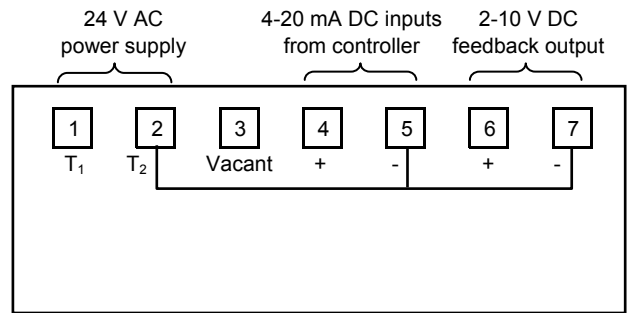 24 V AC
power supply
4-20 mA DC inputs
from controller
2-10 V DC
feedback output
1 2 3 4 5 6 7
T₁ T₂ Vacant + - + -